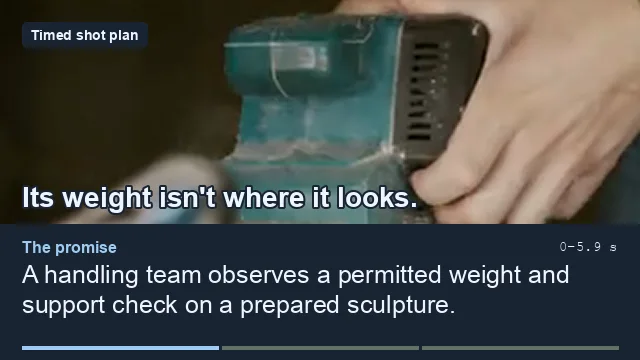 Timed shot plan
Its weight isn't where it looks.
The promise
0–5.9 s
A handling team observes a permitted weight and
support check on a prepared sculpture.